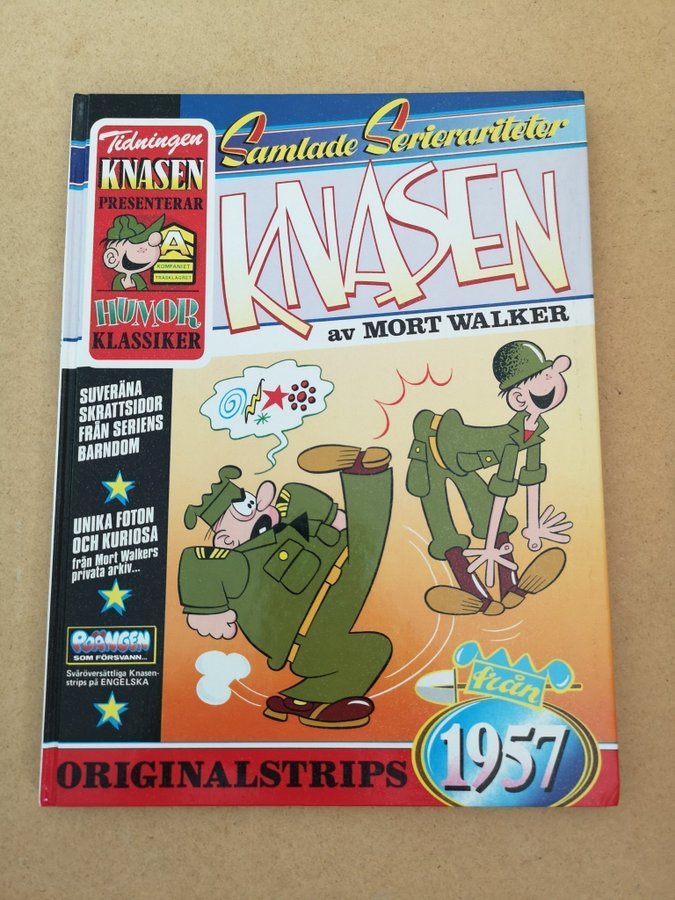 Tidningen
KNASEN
PRESENTERAR
A
KOMPANIET
TRÄSKLÄGRET
HUMOR
KLASSIKER
Samlade Serierariteter
KNASEN
av MORT WALKER
SUVERÄNA
SKRATTSIDOR
FRÅN SERIENS
BARNDOM
UNIKA FOTON
OCH KURIOSA
från Mort Walkers
privata arkiv...
POÄNGEN
SOM FÖRSVANN...
Svåröversättliga Knasen-
strips på ENGELSKA
från
1957
ORIGINALSTRIPS